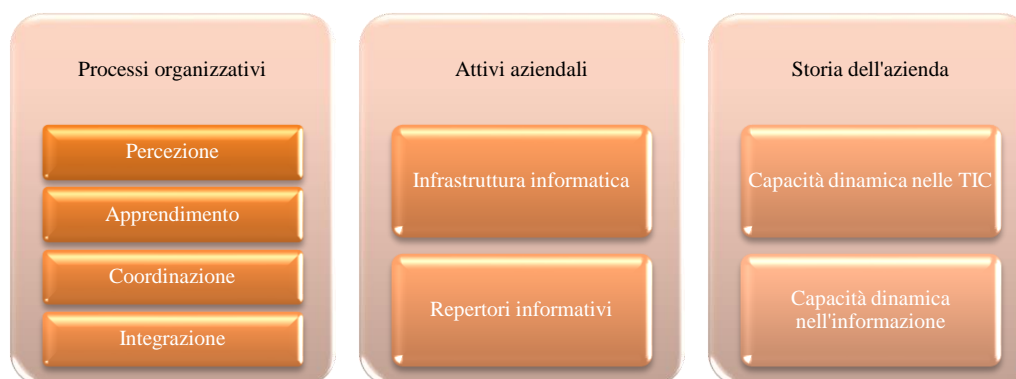 Processi organizzativi
Percezione
Apprendimento
Coordinazione
Integrazione
Attivi aziendali
Infrastruttura informatica
Repertori informativi
Storia dell'azienda
Capacità dinamica nelle TIC
Capacità dinamica
nell'informazione